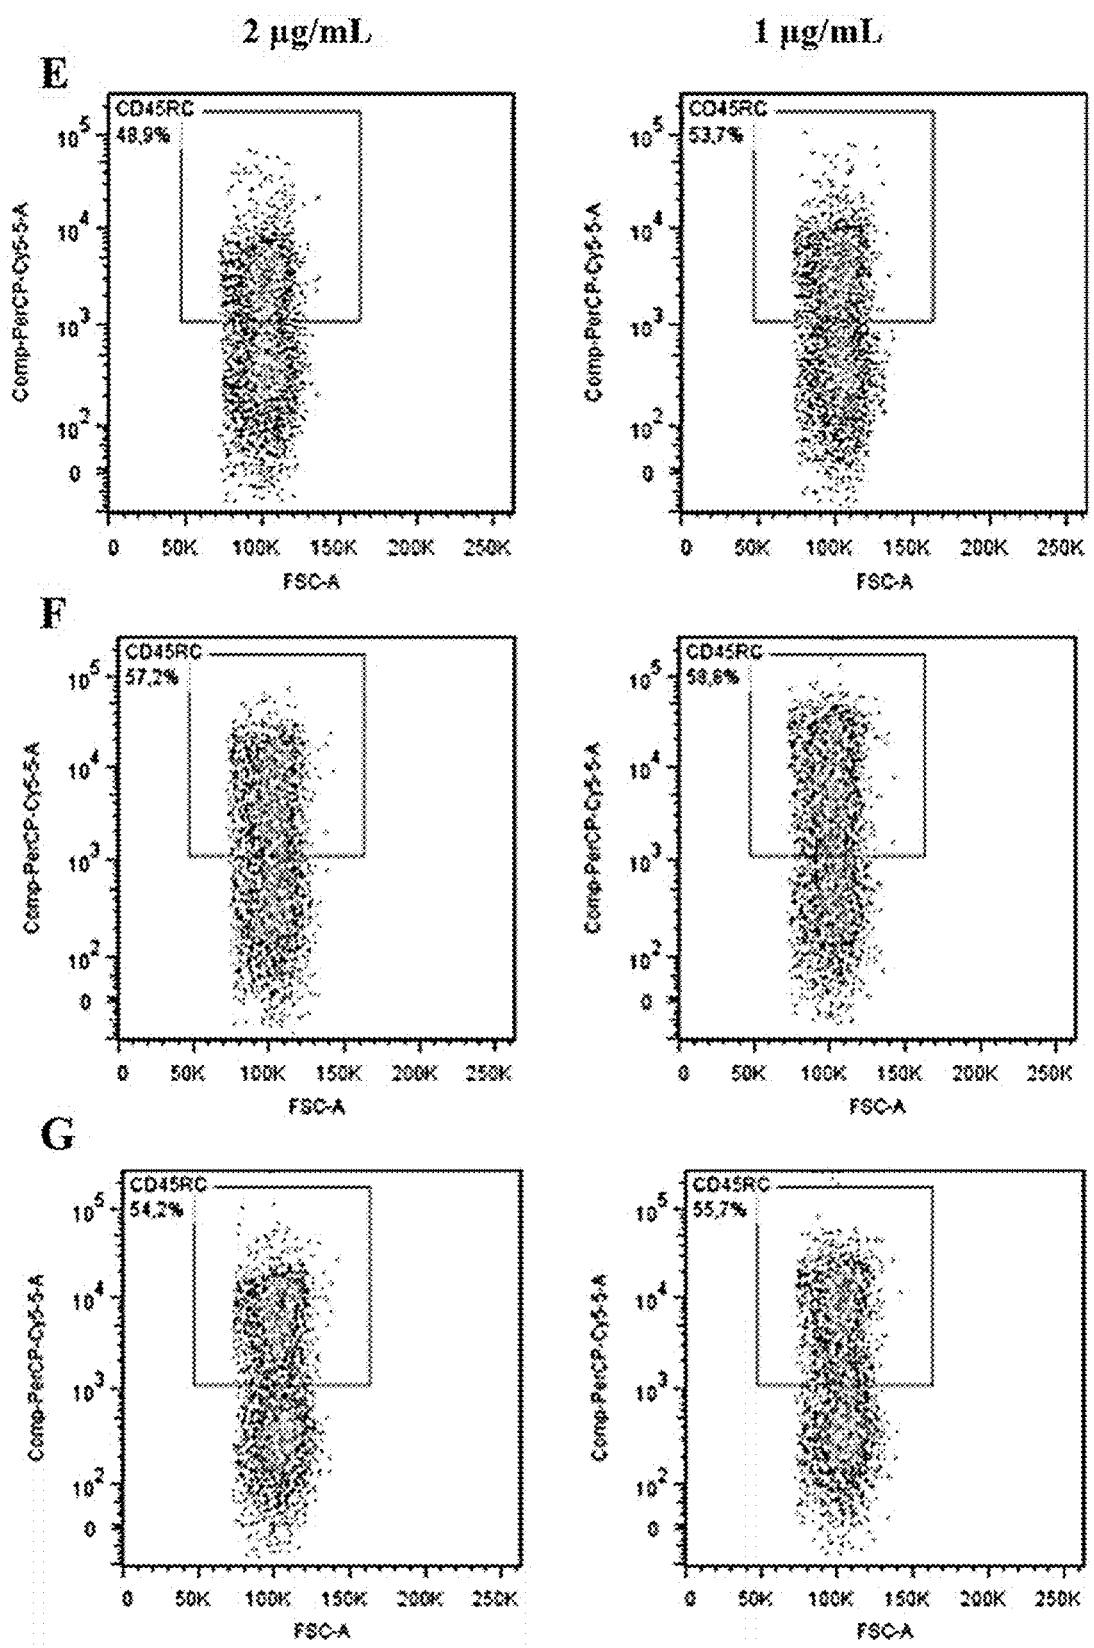 2 µg/mL 1 µg/mL
E
CD45RC
48,9%
10^5
10^4
10^3
10^2
0
Comp-PerCP-Cy5-5-A
0 50K 100K 150K 200K 250K
FSC-A
CD45RC
53,7%
10^5
10^4
10^3
10^2
0
Comp-PerCP-Cy5-5-A
0 50K 100K 150K 200K 250K
FSC-A
F
CD45RC
57,2%
10^5
10^4
10^3
10^2
0
Comp-PerCP-Cy5-5-A
0 50K 100K 150K 200K 250K
FSC-A
CD45RC
10^5
10^4
10^3
10^2
0
Comp-PerCP-Cy5-5-A
0 50K 100K 150K 200K 250K
FSC-A
G
CD45RC
54,2%
10^5
10^4
10^3
10^2
0
Comp-PerCP-Cy5-5-A
0 50K 100K 150K 200K 250K
FSC-A
CD45RC
55,7%
10^5
10^4
10^3
10^2
0
Comp-PerCP-Cy5-5-A
0 50K 100K 150K 200K 250K
FSC-A